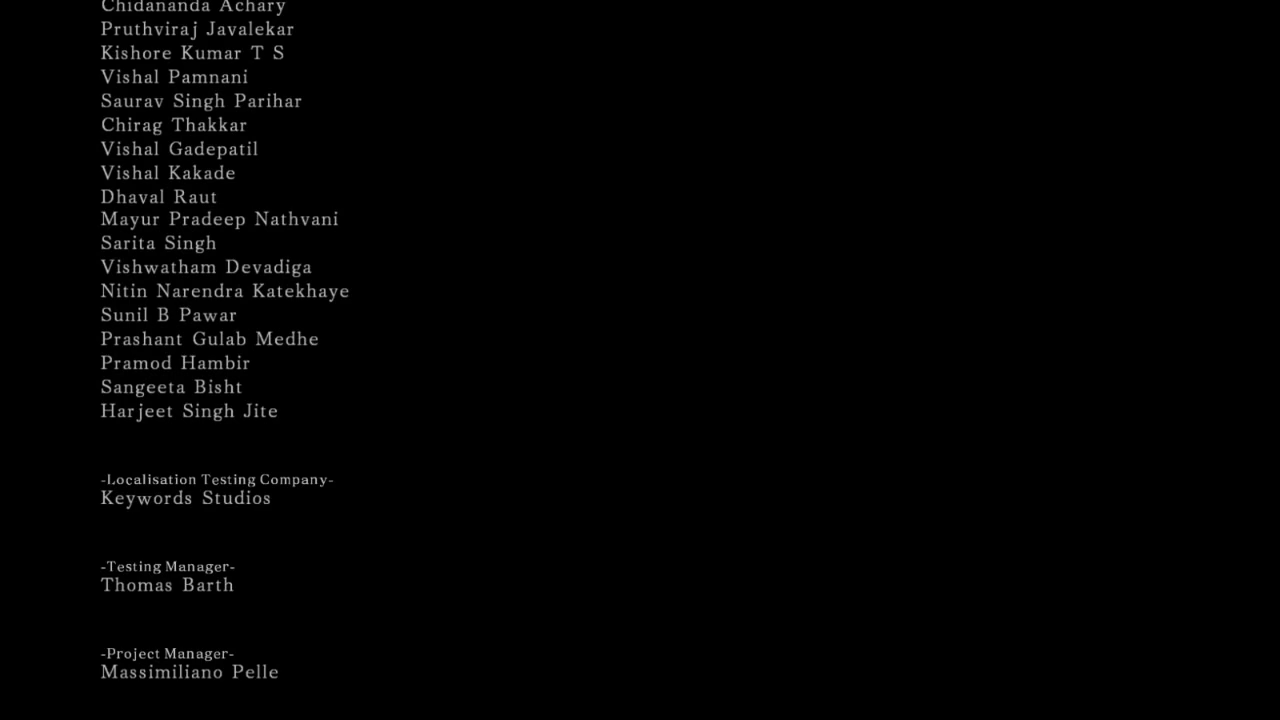 Chidananda Achary
Pruthviraj Javalekar
Kishore Kumar T S
Vishal Pamnani
Saurav Singh Parihar
Chirag Thakkar
Vishal Gadepatil
Vishal Kakade
Dhaval Raut
Mayur Pradeep Nathvani
Sarita Singh
Vishwatham Devadiga
Nitin Narendra Katekhaye
Sunil B Pawar
Prashant Gulab Medhe
Pramod Hambir
Sangeeta Bisht
Harjeet Singh Jite
-Localisation Testing Company-
Keywords Studios
-Testing Manager-
Thomas Barth
-Project Manager-
Massimiliano Pelle